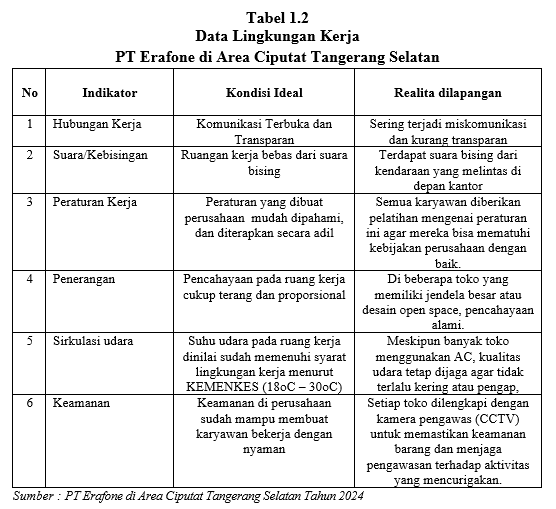 Tabel 1.2
Data Lingkungan Kerja
PT Erafone di Area Ciputat Tangerang Selatan
No Indikator Kondisi Ideal Realita dilapangan
1 Hubungan Kerja Komunikasi Terbuka dan Sering terjadi miskomunikasi
Transparan dan kurang transparan
2 Suara/Kebisingan Ruangan kerja bebas dari suara Terdapat suara bising dari
bising kendaraan yang melintas di
depan kantor
3 Peraturan Kerja Peraturan yang dibuat Semua karyawan diberikan
perusahaan mudah dipahami, pelatihan mengenai peraturan
dan diterapkan secara adil ini agar mereka bisa mematuhi
kebijakan perusahaan dengan
baik.
4 Penerangan Pencahayaan pada ruang kerja Di beberapa toko yang
cukup terang dan proporsional memiliki jendela besar atau
desain open space, pencahayaan
alami.
5 Sirkulasi udara Suhu udara pada ruang kerja Meskipun banyak toko
dinilai sudah memenuhi syarat menggunakan AC, kualitas
lingkungan kerja menurut udara tetap dijaga agar tidak
KEMENKES (18oC – 30oC) terlalu kering atau pengap,
6 Keamanan Keamanan di perusahaan Setiap toko dilengkapi dengan
sudah mampu membuat kamera pengawas (CCTV)
karyawan bekerja dengan untuk memastikan keamanan
nyaman barang dan menjaga
pengawasan terhadap aktivitas
yang mencurigakan.
Sumber : PT Erafone di Area Ciputat Tangerang Selatan Tahun 2024